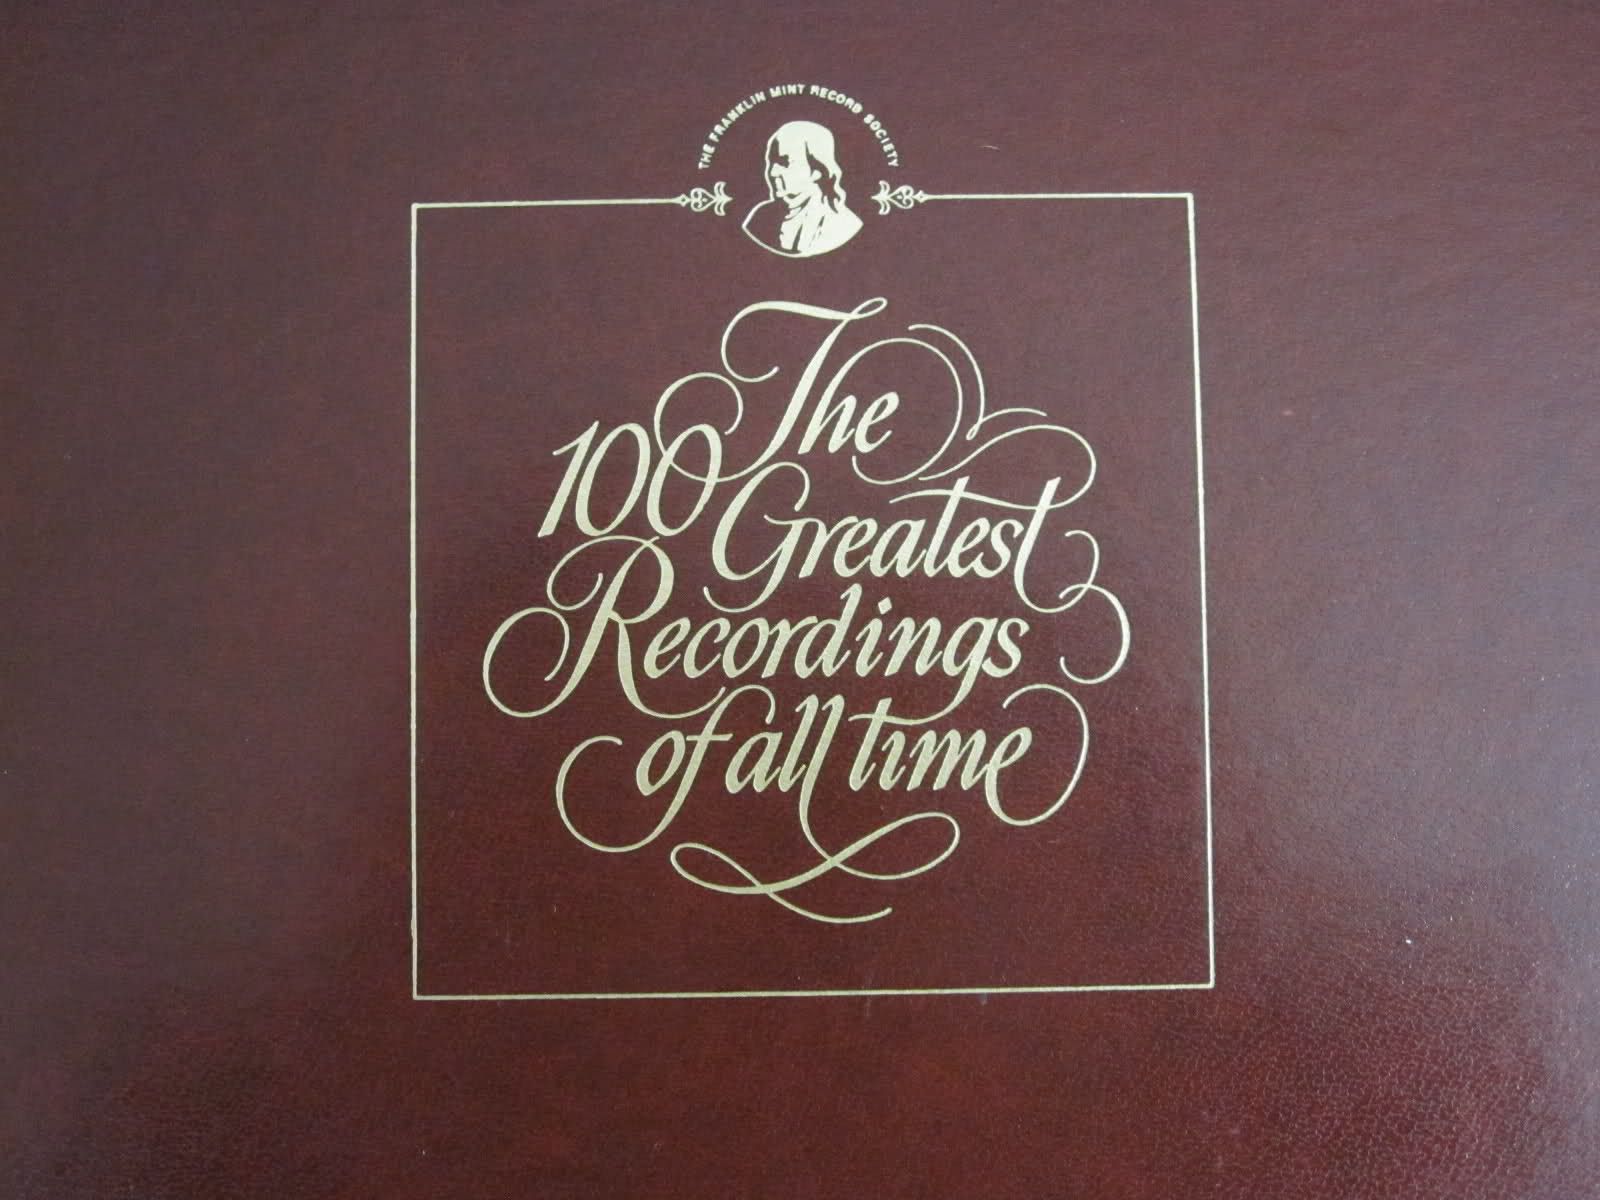 THE FRANKLIN MINT RECORD SOCIETY
The
100 Greatest
Recordings
of all time